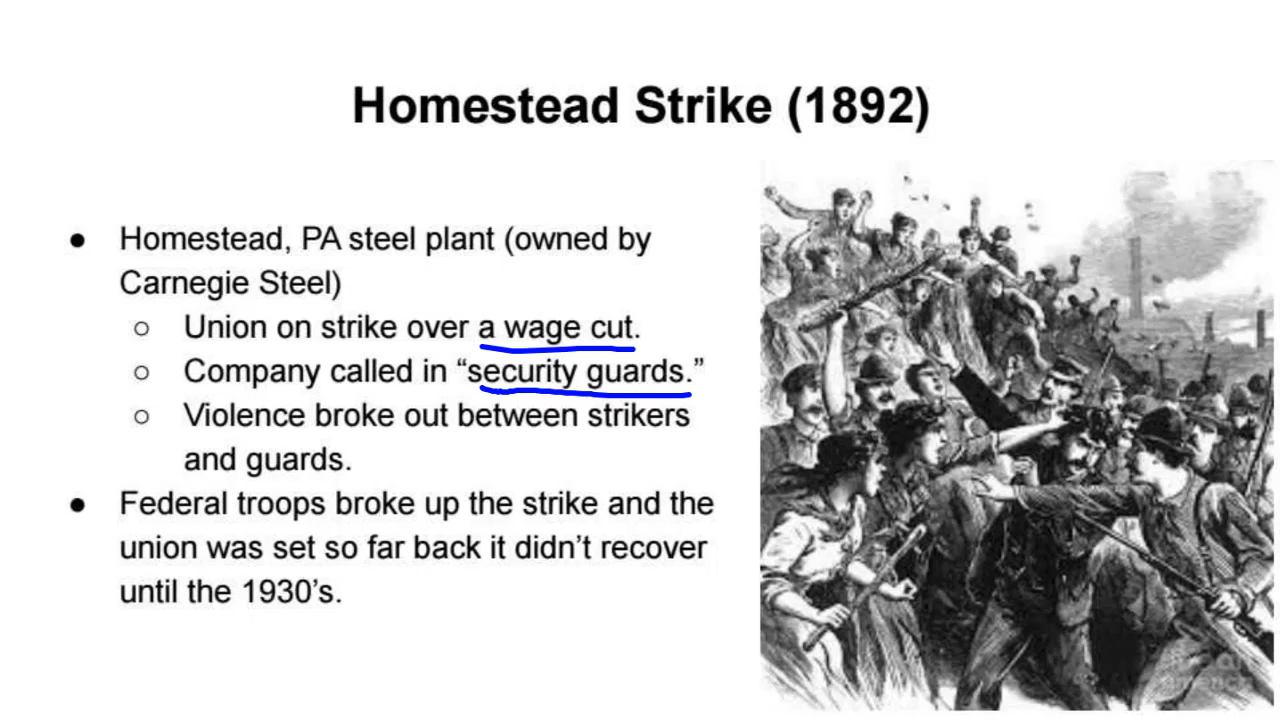 Homestead Strike (1892)
● Homestead, PA steel plant (owned by
Carnegie Steel)
○ Union on strike over a wage cut.
○ Company called in “security guards.”
○ Violence broke out between strikers
and guards.
● Federal troops broke up the strike and the
union was set so far back it didn’t recover
until the 1930’s.